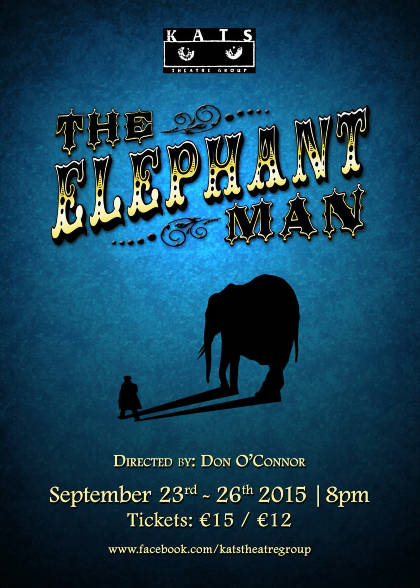 KATS
THEATRE GROUP
THE
ELEPHANT
MAN
DIRECTED BY: DON O'CONNOR
September 23rd - 26th 2015 | 8pm
Tickets: €15 / €12
www.facebook.com/katstheatregroup